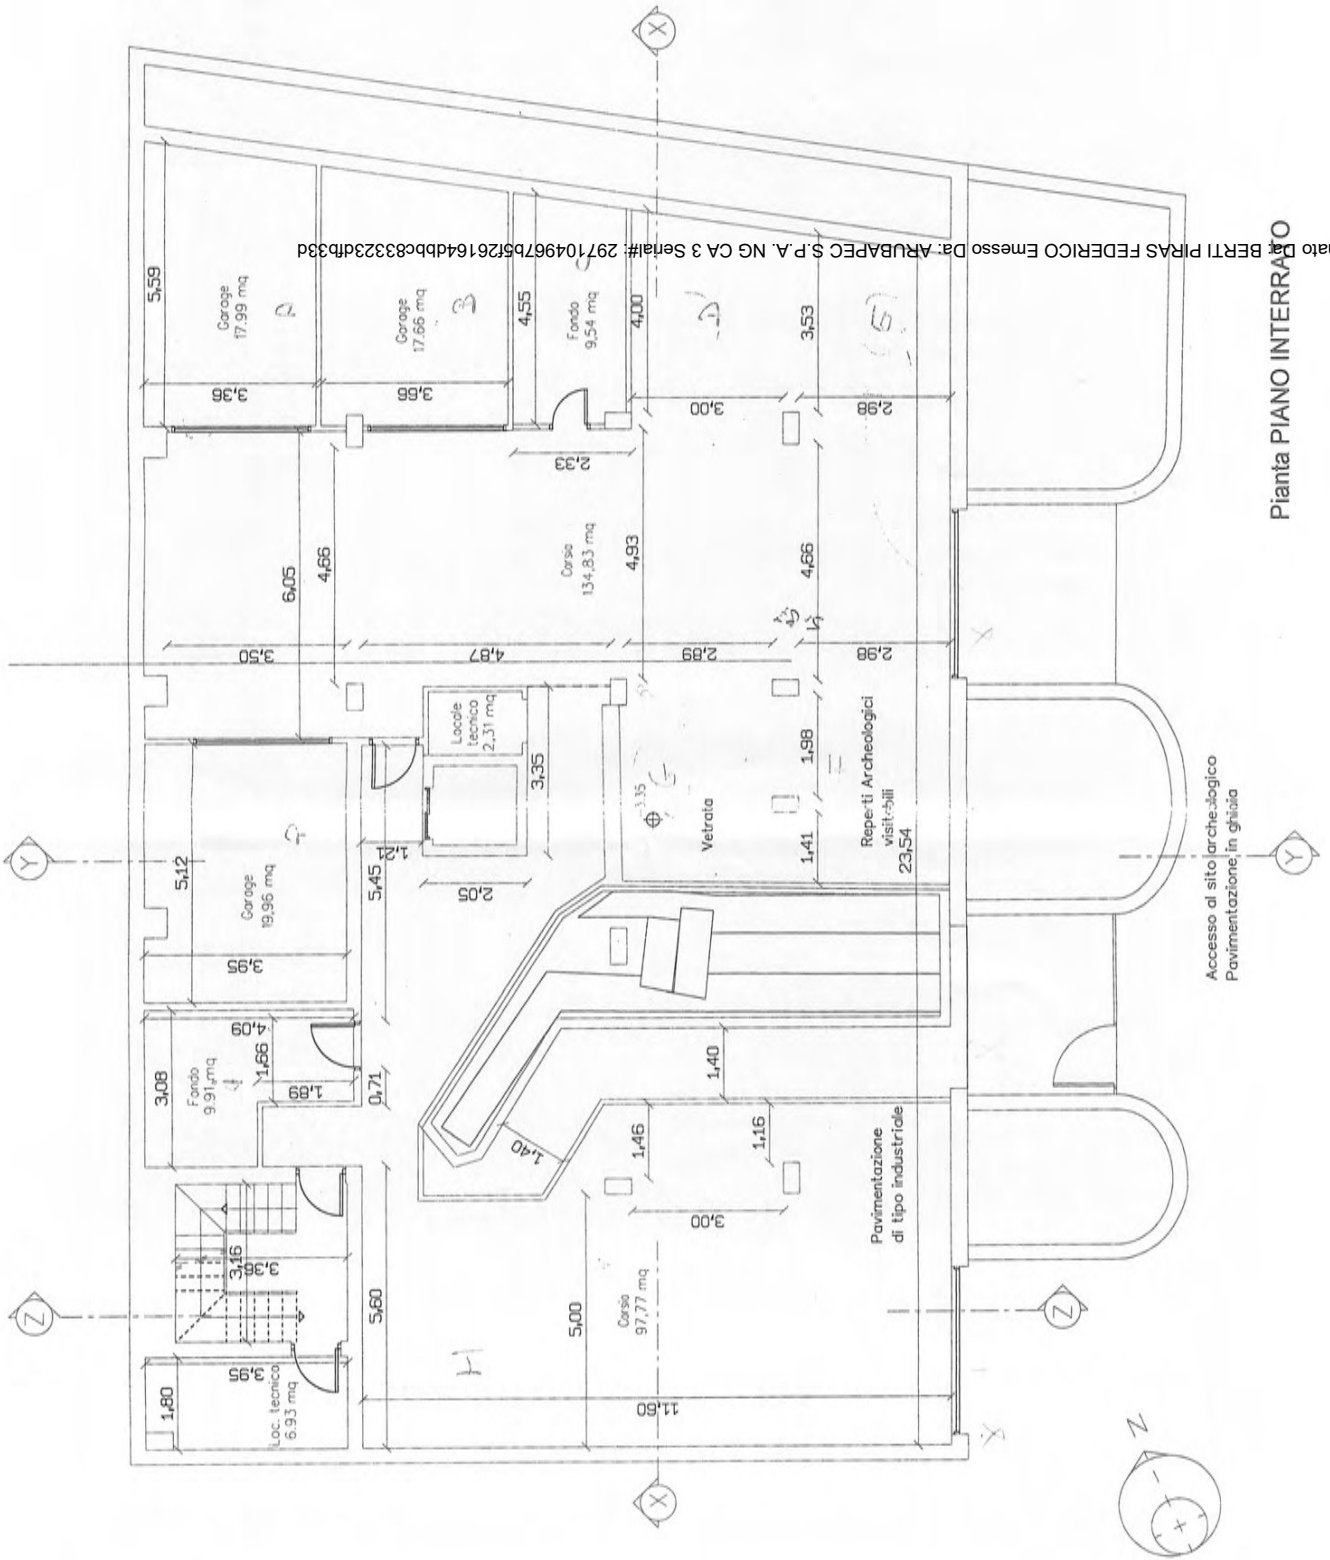 X
5,59
Garage
17.99 mq
3,36
Garage
17.66 mq
B
3,66
4,55
Fondo
9,54 mq
C
4,00
D
3,53
3,00
2,98
nato Da: BERTI PIRAS FEDERICO Emesso Da: ARUBAPEC S.P.A. NG CA 3 Serial#: 29710496
Pianta PIANO INTERRATO
2,33
6,05
4,66
Corsia
134.83 mq
4,93
4,66
3,50
4,87
2,89
2,98
Locale
tecnico
2,31 mq
3,35
1,98
Reperti Archeologici
visitabili
23,54
-3.35
Vetrata
1,41
Y
5,12
Garage
19,96 mq
3,95
5,45
1,21
2,05
Accesso al sito archeologico
Pavimentazione in ghiaia
Y
3,08
Fondo
9.91 mq
4,09
1,66
1,89
0,71
1,40
1,40
1,46
1,16
3,00
Pavimentazione
di tipo industriale
Z
3,16
3,36
5,60
5,00
Corsia
97,77 mq
H
Z
1,80
3,95
Loc. tecnico
6.93 mq
11,60
X
N